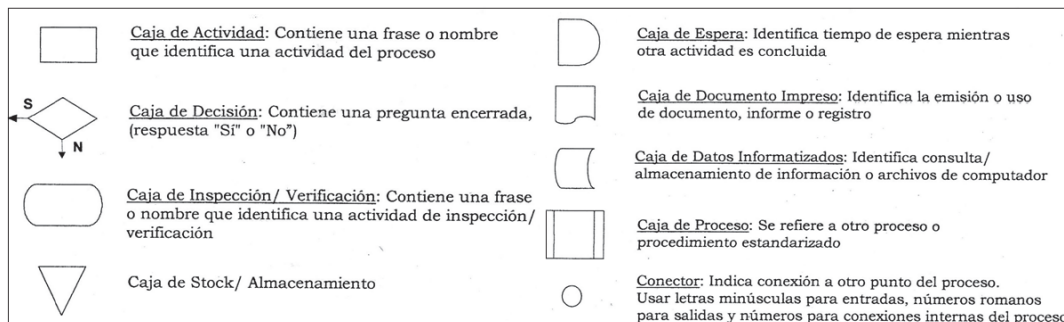 Caja de Actividad: Contiene una frase o nombre
que identifica una actividad del proceso
S
N
Caja de Decisión: Contiene una pregunta encerrada,
(respuesta "Sí" o "No")
Caja de Inspección/ Verificación: Contiene una frase
o nombre que identifica una actividad de inspección/
verificación
Caja de Stock/ Almacenamiento
Caja de Espera: Identifica tiempo de espera mientras
otra actividad es concluida
Caja de Documento Impreso: Identifica la emisión o uso
de documento, informe o registro
Caja de Datos Informatizados: Identifica consulta/
almacenamiento de información o archivos de computador
Caja de Proceso: Se refiere a otro proceso o
procedimiento estandarizado
Conector: Indica conexión a otro punto del proceso.
Usar letras minúsculas para entradas, números romanos
para salidas y números para conexiones internas del proceso